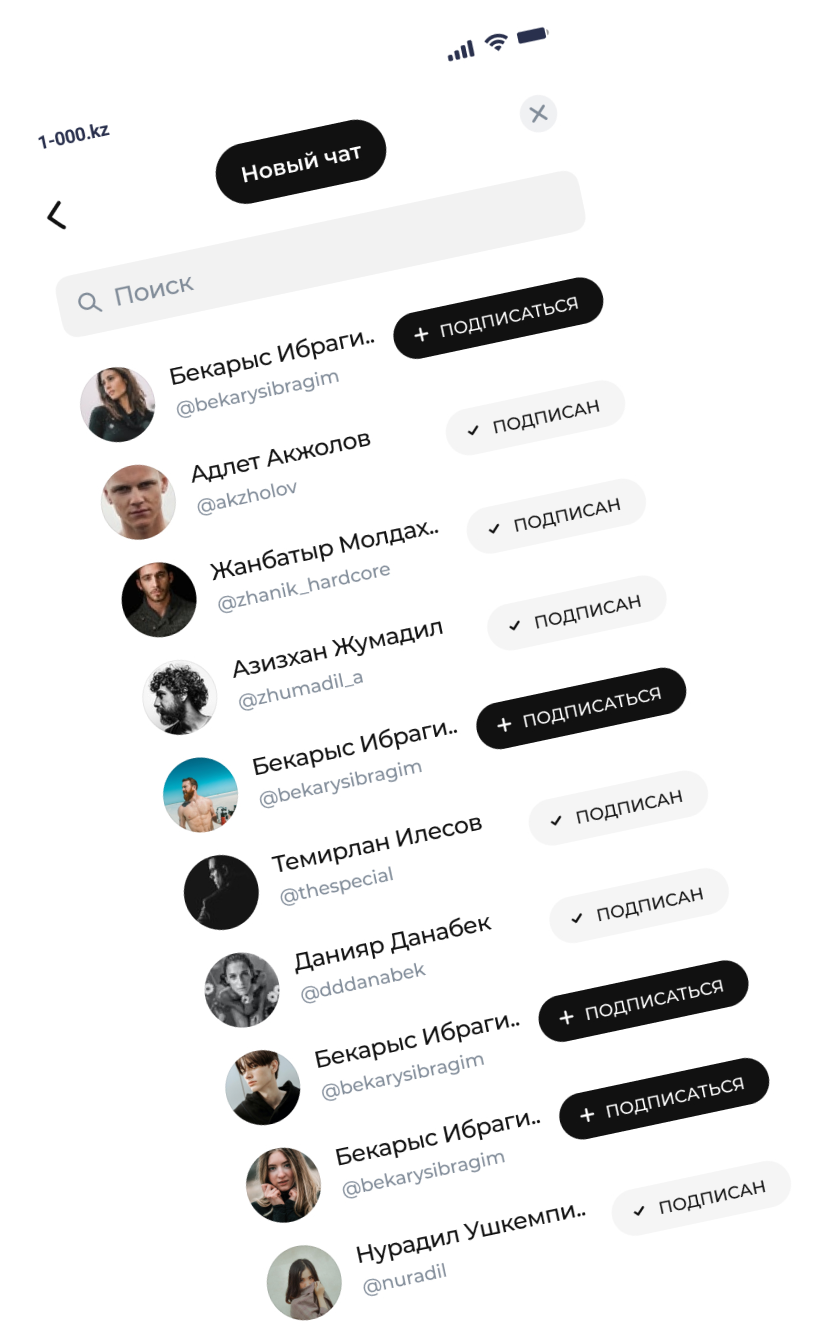 1-000.kz
Новый чат
Поиск
Бекарыс Ибраги..
@bekarysibragim
+ ПОДПИСАТЬСЯ
Адлет Акжолов
@akzholov
ПОДПИСАН
Жанбатыр Молдах..
@zhanik_hardcore
ПОДПИСАН
Азизхан Жумадил
@zhumadil_a
ПОДПИСАН
Бекарыс Ибраги..
@bekarysibragim
+ ПОДПИСАТЬСЯ
Темирлан Илесов
@thespecial
ПОДПИСАН
Данияр Данабек
@dddanabek
ПОДПИСАН
Бекарыс Ибраги..
@bekarysibragim
+ ПОДПИСАТЬСЯ
Бекарыс Ибраги..
@bekarysibragim
+ ПОДПИСАТЬСЯ
Нурадил Ушкемпи..
@nuradil
ПОДПИСАН